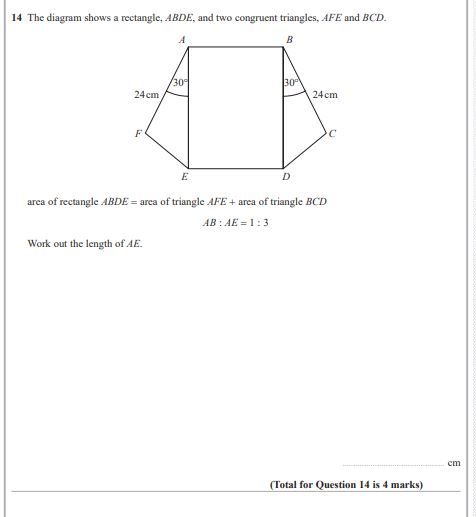 14 The diagram shows a rectangle, ABDE, and two congruent triangles, AFE and BCD.
A B
30° 30°
24 cm 24 cm
F C
E D
area of rectangle ABDE = area of triangle AFE + area of triangle BCD
AB : AE = 1 : 3
Work out the length of AE.
cm
(Total for Question 14 is 4 marks)